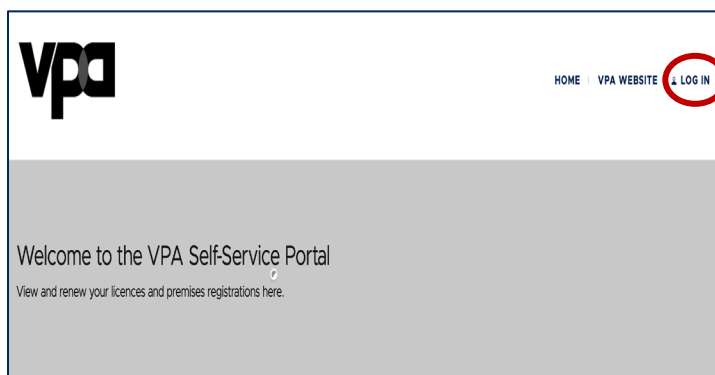 vpa
HOME | VPA WEBSITE LOG IN
Welcome to the VPA Self-Service Portal
View and renew your licences and premises registrations here.